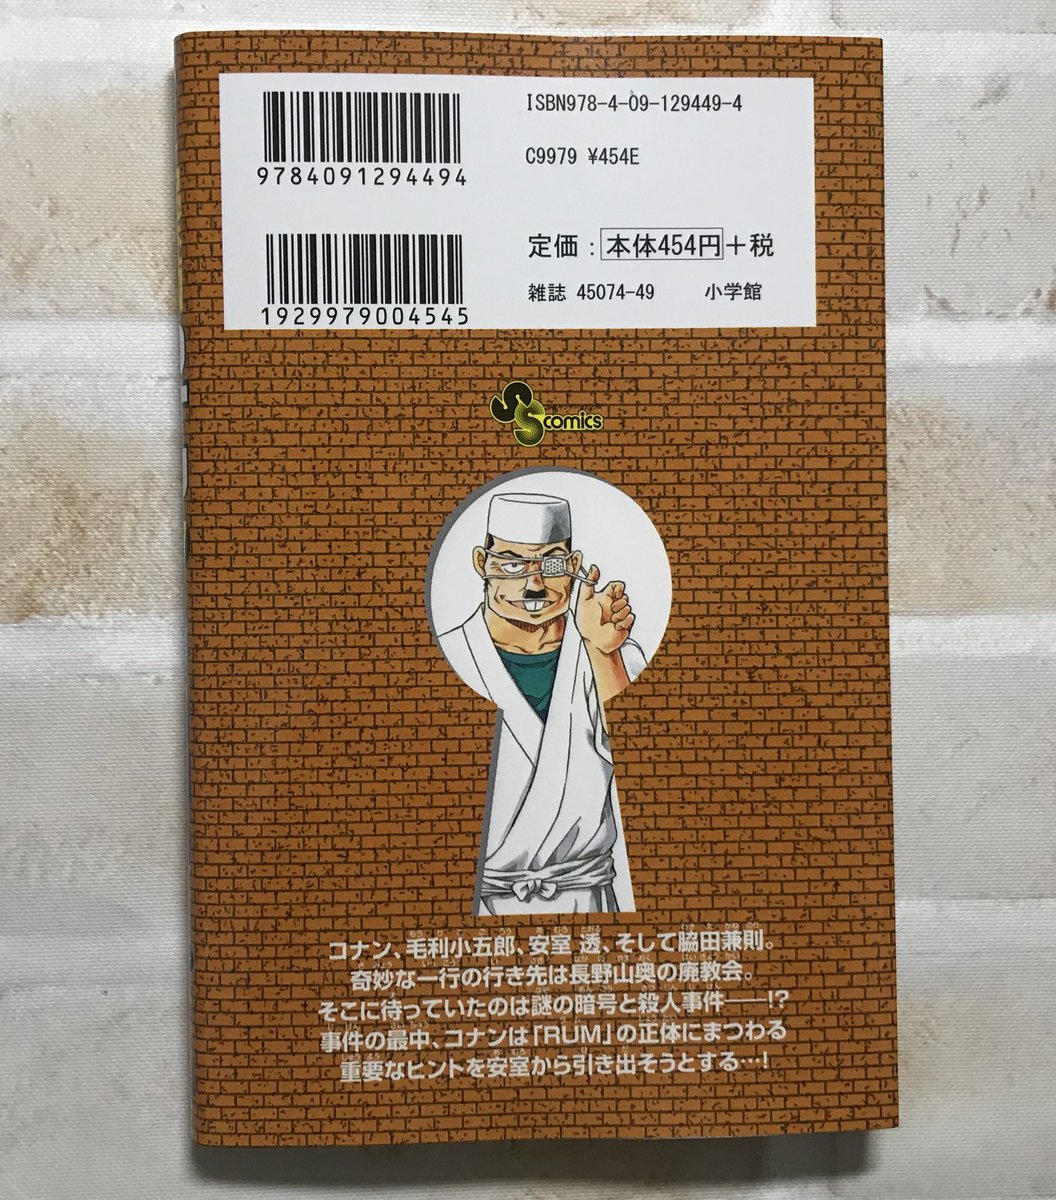 ISBN978-4-09-129449-4
9784091294494
C9979 ¥454E
定価:本体454円+税
雑誌 45074-49 小学館
1929979004545
SS comics
コナン、毛利小五郎、安室 透、そして脇田兼則。
奇妙な一行の行き先は長野山奥の廃教会。
そこに待っていたのは謎の暗号と殺人事件——!?
事件の最中、コナンは「RUM」の正体にまつわる
重要なヒントを安室から引き出そうとする…!